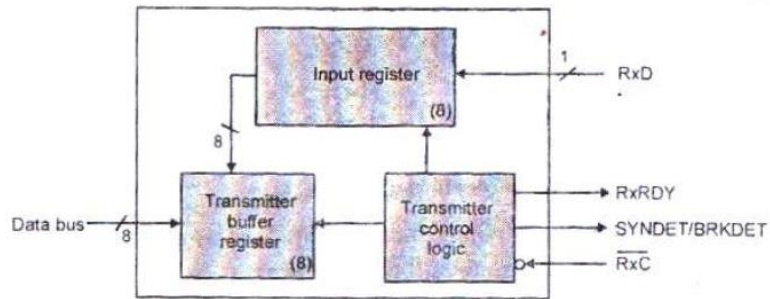 Input register
(8)
1
RxD
8
Transmitter
buffer
register
(8)
Transmitter
control
logic
RxRDY
SYNDET/BRKDET
RxC
Data bus
8